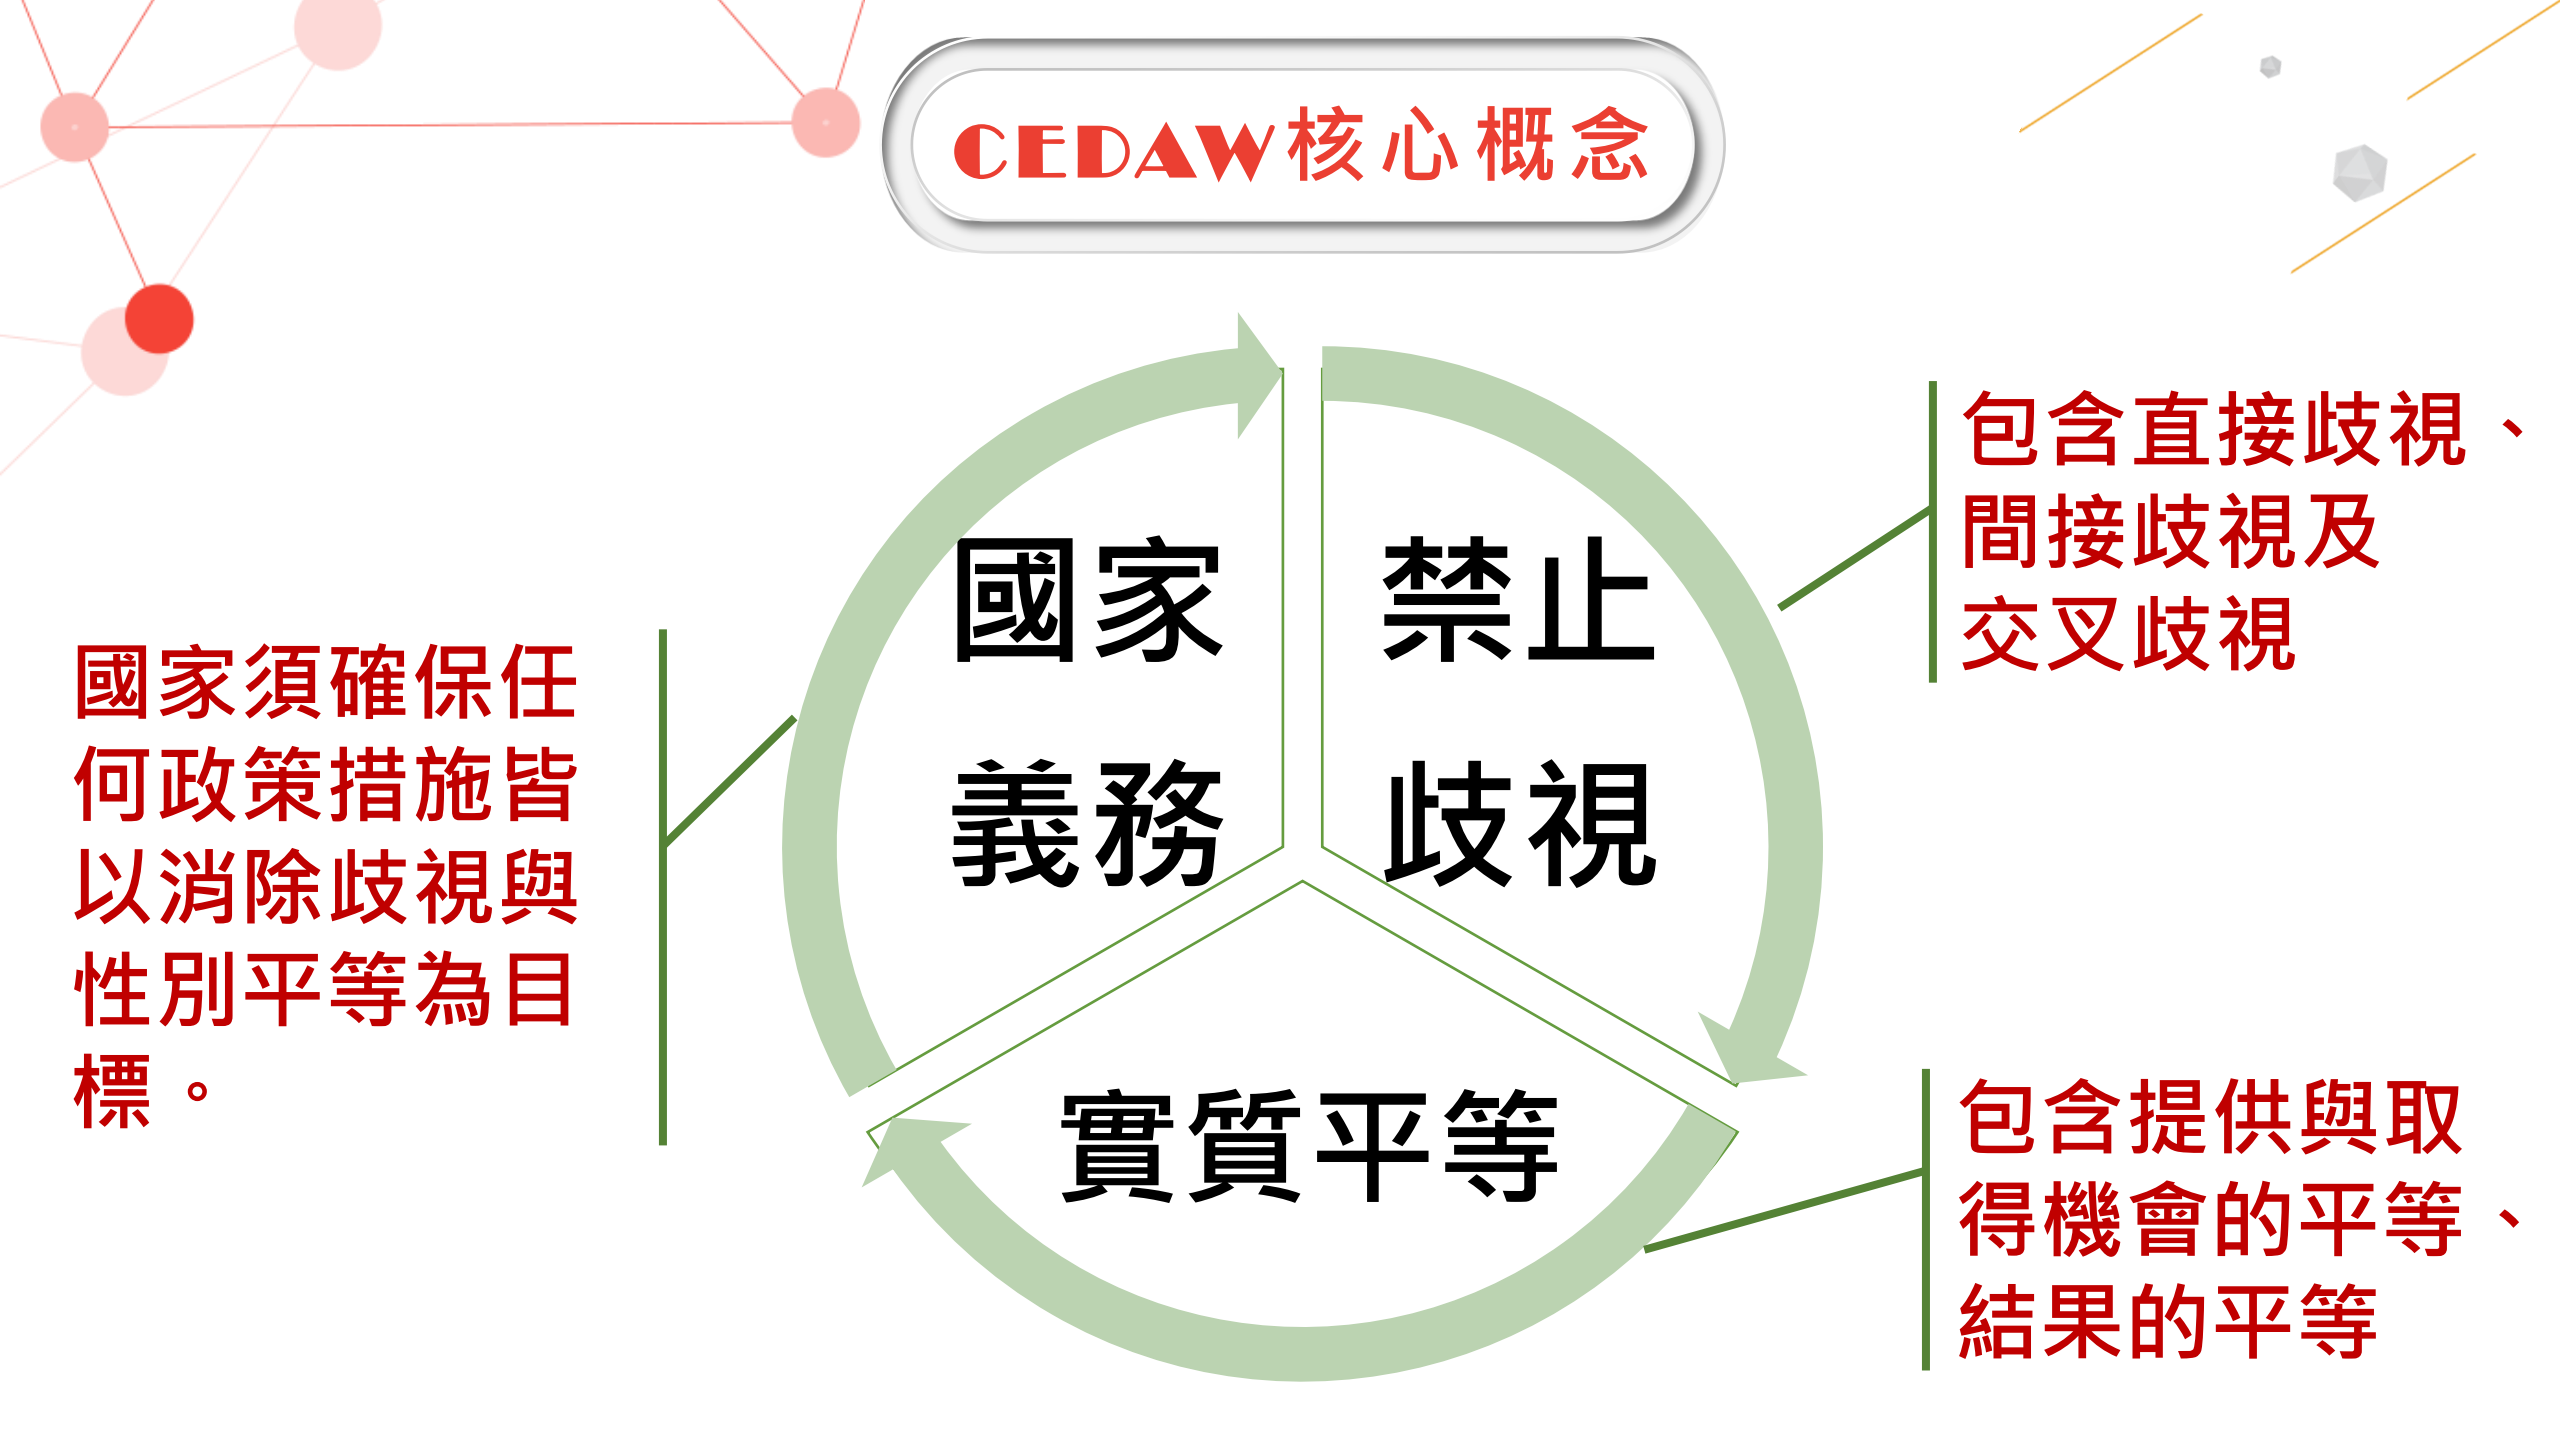 CEDAW核心概念
國家
義務
禁止
歧視
實質平等
包含直接歧視、
間接歧視及
交叉歧視
國家須確保任
何政策措施皆
以消除歧視與
性別平等為目
標。
包含提供與取
得機會的平等、
結果的平等